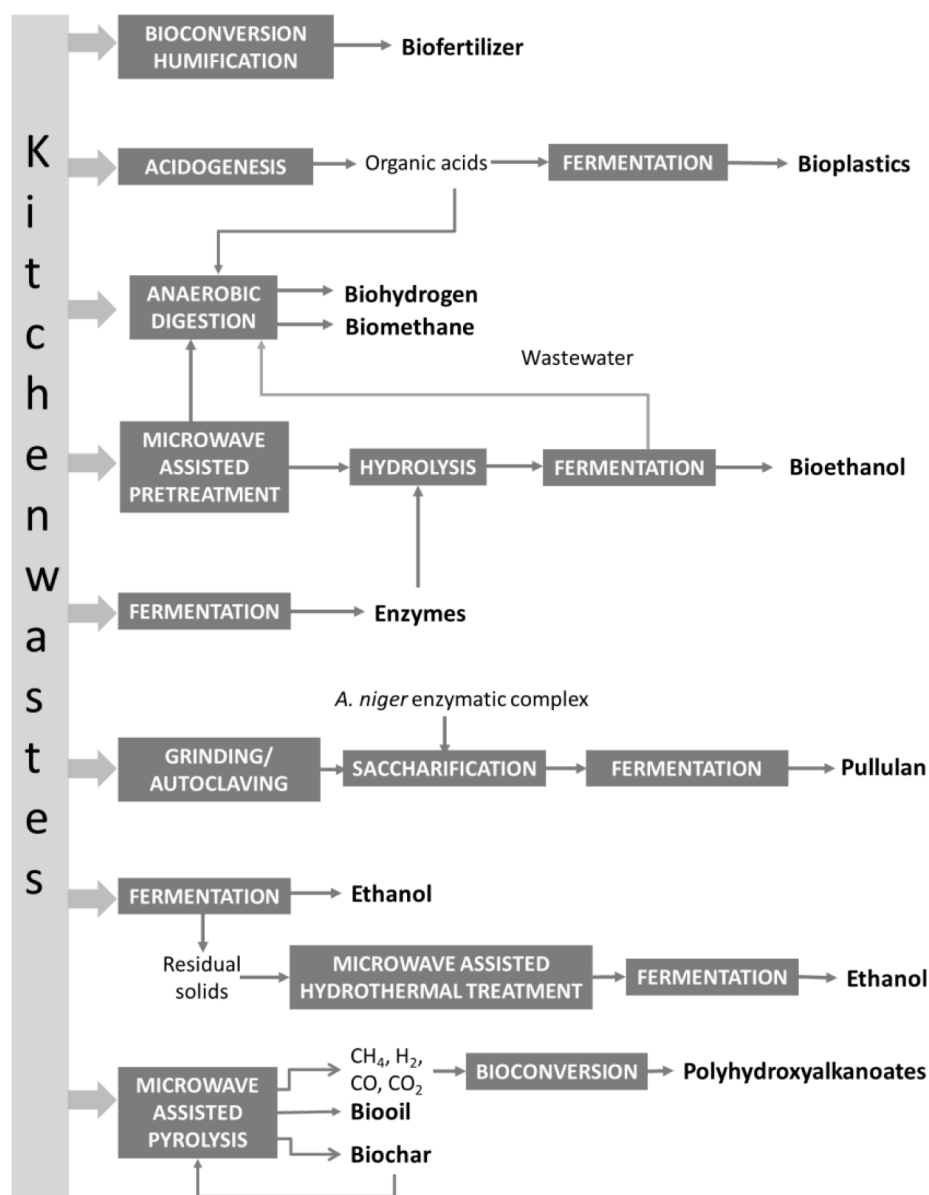 Kitchen wastes
BIOCONVERSION
HUMIFICATION
Biofertilizer
ACIDOGENESIS
Organic acids
FERMENTATION
Bioplastics
ANAEROBIC
DIGESTION
Biohydrogen
Biomethane
Wastewater
MICROWAVE
ASSISTED
PRETREATMENT
HYDROLYSIS
FERMENTATION
Bioethanol
FERMENTATION
Enzymes
A. niger enzymatic complex
GRINDING/
AUTOCLAVING
SACCHARIFICATION
FERMENTATION
Pullulan
FERMENTATION
Ethanol
Residual
solids
MICROWAVE ASSISTED
HYDROTHERMAL TREATMENT
FERMENTATION
Ethanol
MICROWAVE
ASSISTED
PYROLYSIS
CH₄, H₂,
CO, CO₂
BIOCONVERSION
Polyhydroxyalkanoates
Biooil
Biochar